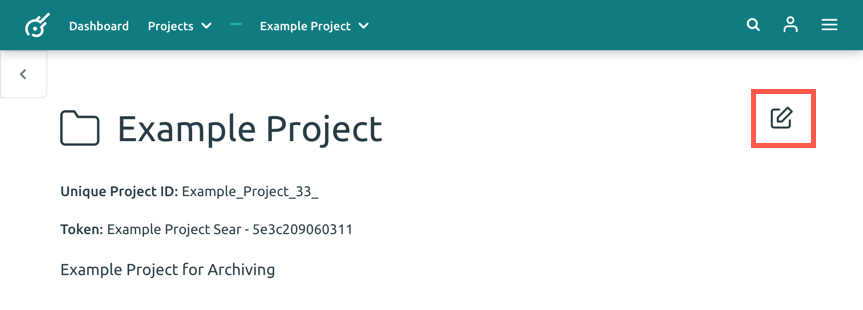 Dashboard Projects Example Project
Example Project
Unique Project ID: Example_Project_33_
Token: Example Project Sear - 5e3c209060311
Example Project for Archiving